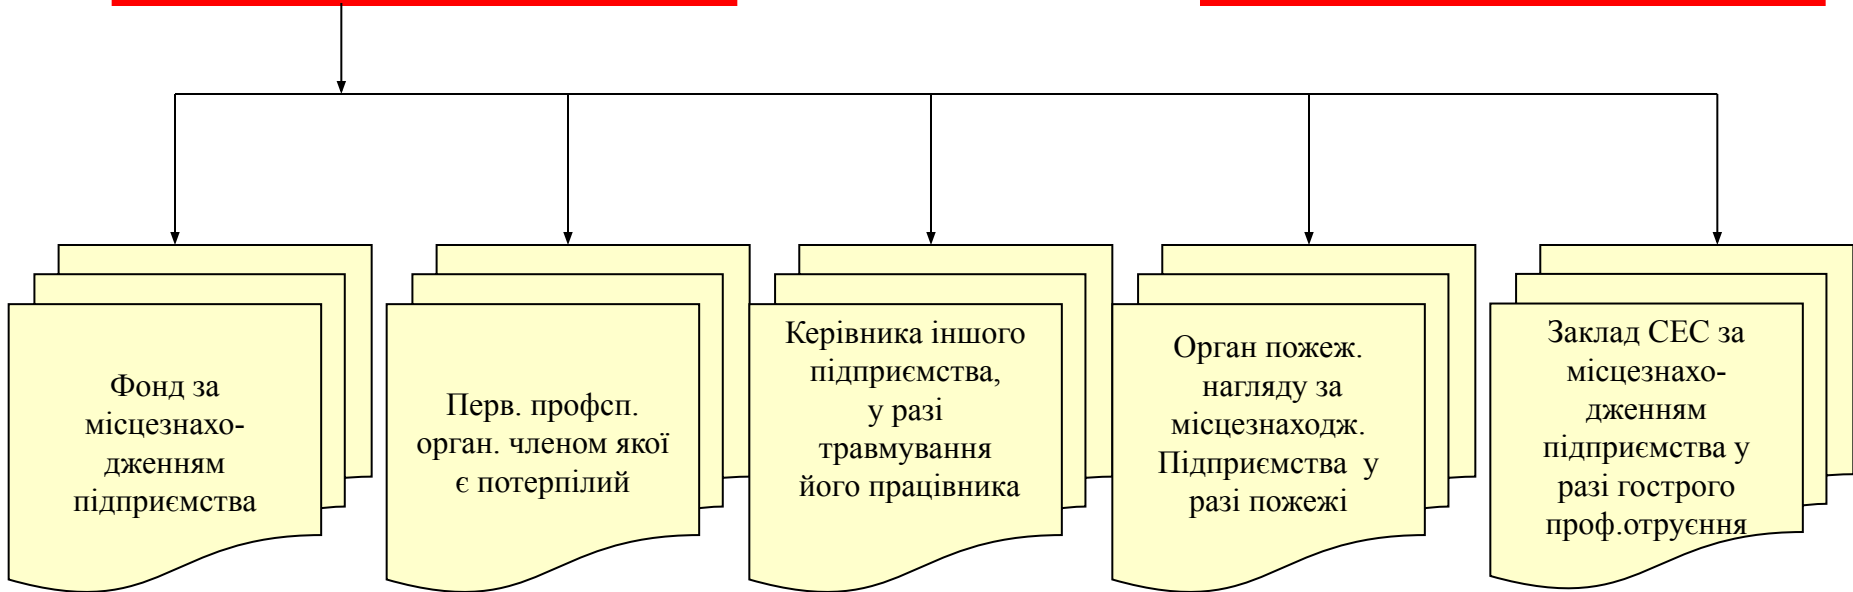 Фонд за
місцезнахо-
дженням
підприємства
Перв. профсп.
орган. членом якої
є потерпілий
Керівника іншого
підприємства,
у разі
травмування
його працівника
Орган пожеж.
нагляду за
місцезнаходж.
Підприємства  у
разі пожежі
Заклад СЕС за
місцезнахо-
дженням
підприємства у
разі гострого
проф.отруєння